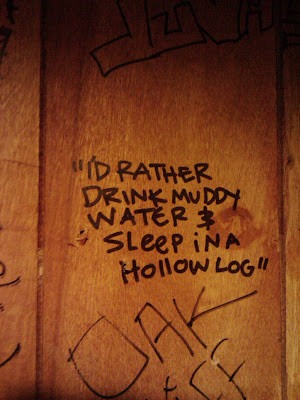 "I'D RATHER
DRINK MUDDY
WATER &
SLEEP IN A
HOLLOW LOG"
OAK